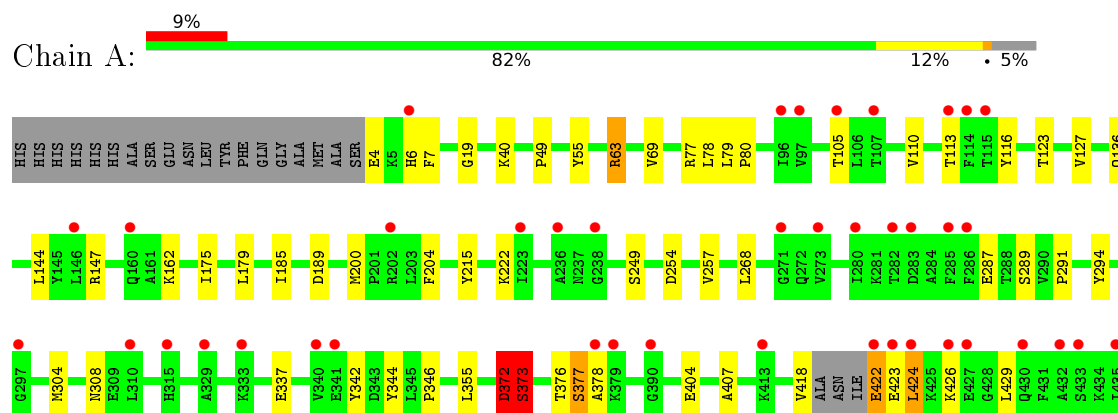 9%
Chain A:
82% 12% • 5%
HIS HIS HIS HIS HIS HIS ALA SER GLU ASN LEU TYR PHE GLN GLY ALA MET ALA SER E4 K5 H6 F7 G19 K40 P49 Y55 R63 V69 R77 L78 L79 P80 I96 V97 T105 L106 T107 V110 T113 F114 T115 Y116 T123 V127 Q136
L144 Y145 L146 R147 Q160 A161 K162 I175 L179 I185 D189 M200 P201 R202 L203 F204 Y215 K222 I223 A236 N237 G238 S249 D254 V257 L268 G271 Q272 V273 I280 K281 T282 D283 A284 F285 F286 E287 T288 S289 V290 P291 Y294
G297 M304 N308 E309 L310 H315 A329 K333 E337 V340 E341 Y342 D343 Y344 L345 P346 L355 D372 S373 T376 S377 A378 K379 G390 E404 A407 K413 V418 ALA ASN ILE E422 E423 L424 K425 K426 E427 G428 L429 Q430 F431 A432 S433 K434